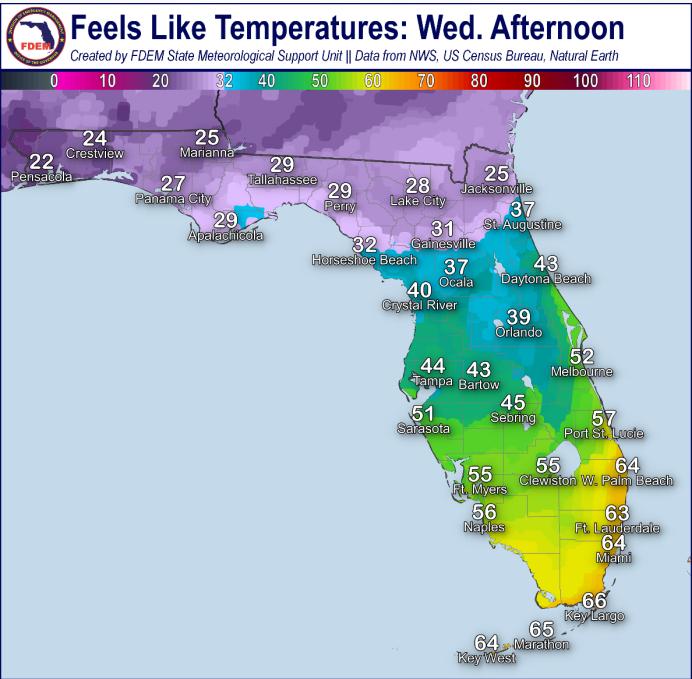 Feels Like Temperatures: Wed. Afternoon
FDEM
Created by FDEM State Meteorological Support Unit || Data from NWS, US Census Bureau, Natural Earth
0 10 20 32 40 50 60 70 80 90 100 110
24
Crestview
25
Marianna
22
Pensacola
27
Panama City
29
Tallahassee
29
Apalachicola
29
Perry
28
Lake City
25
Jacksonville
37
St. Augustine
31
Gainesville
32
Horseshoe Beach
37
Ocala
43
Daytona Beach
40
Crystal River
39
Orlando
44
Tampa
43
Bartow
52
Melbourne
51
Sarasota
45
Sebring
57
Port St. Lucie
55
Ft. Myers
55
Clewiston
64
W. Palm Beach
56
Naples
63
Ft. Lauderdale
64
Miami
66
Key Largo
65
Marathon
64
Key West